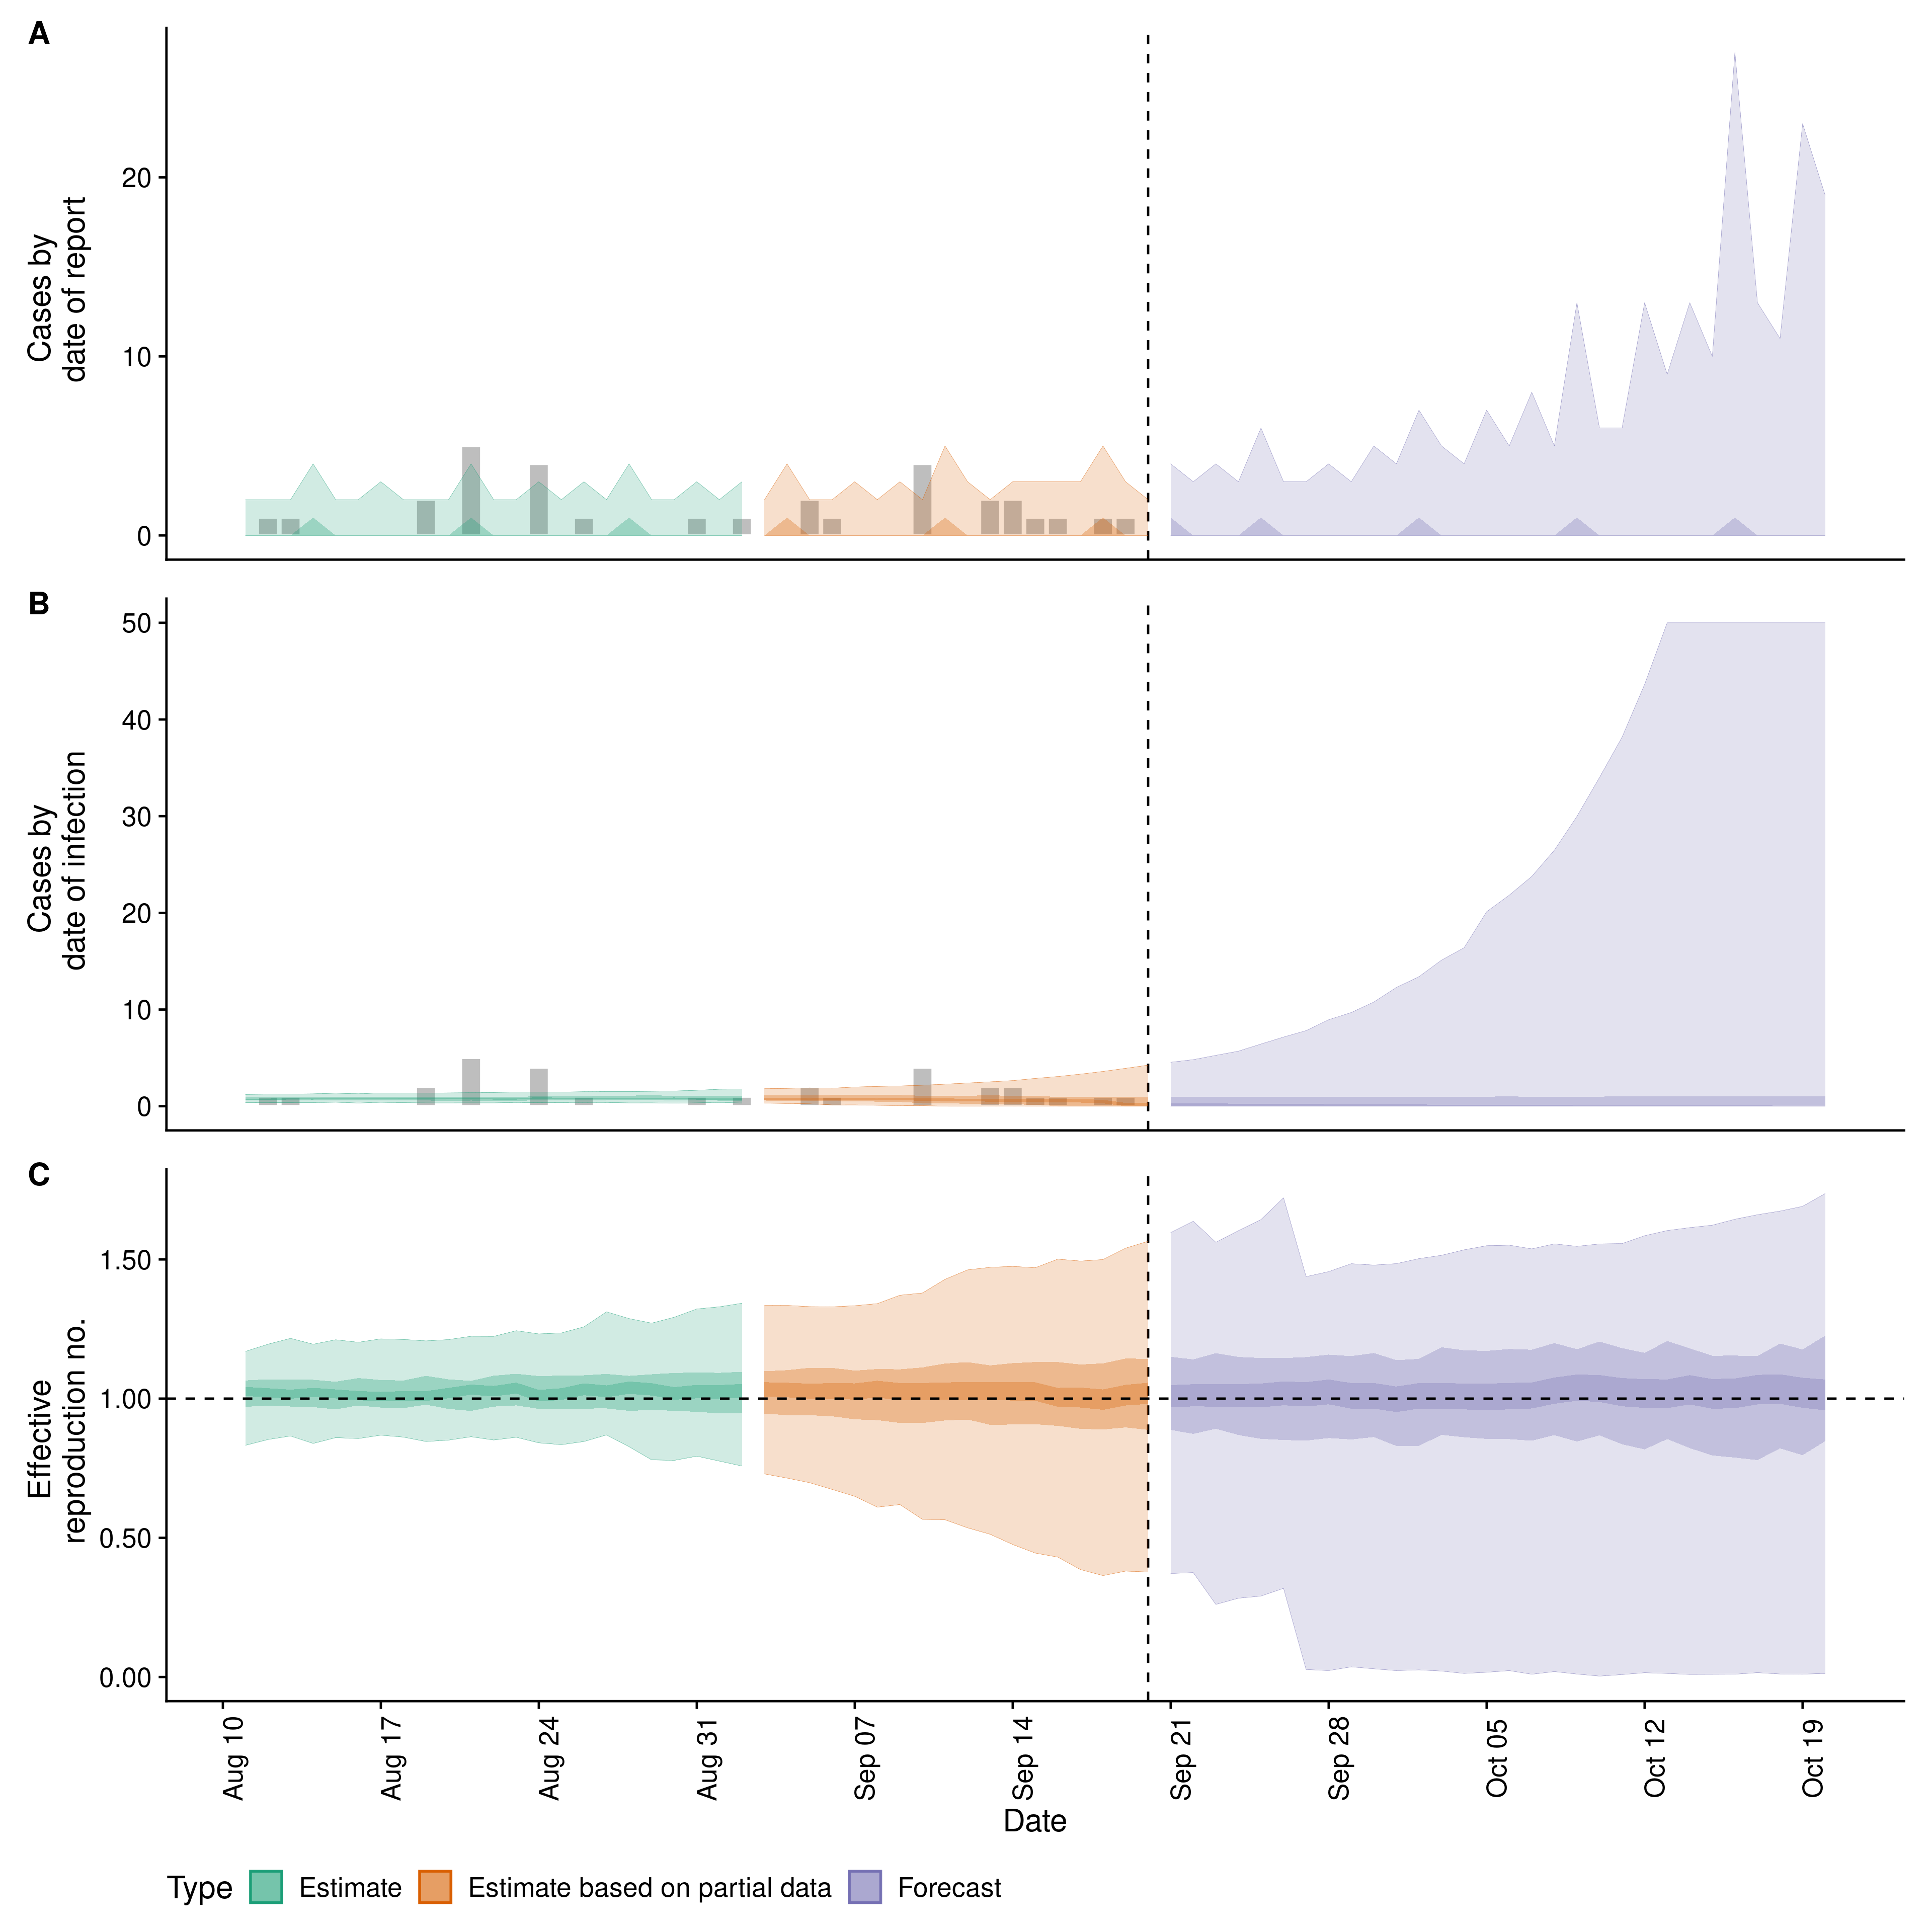 A
Cases by
date of report
20
10
0
B
Cases by
date of infection
50
40
30
20
10
0
C
Effective
reproduction no.
1.50
1.00
0.50
0.00
Aug 10
Aug 17
Aug 24
Aug 31
Sep 07
Sep 14
Sep 21
Sep 28
Oct 05
Oct 12
Oct 19
Date
Type Estimate Estimate based on partial data Forecast